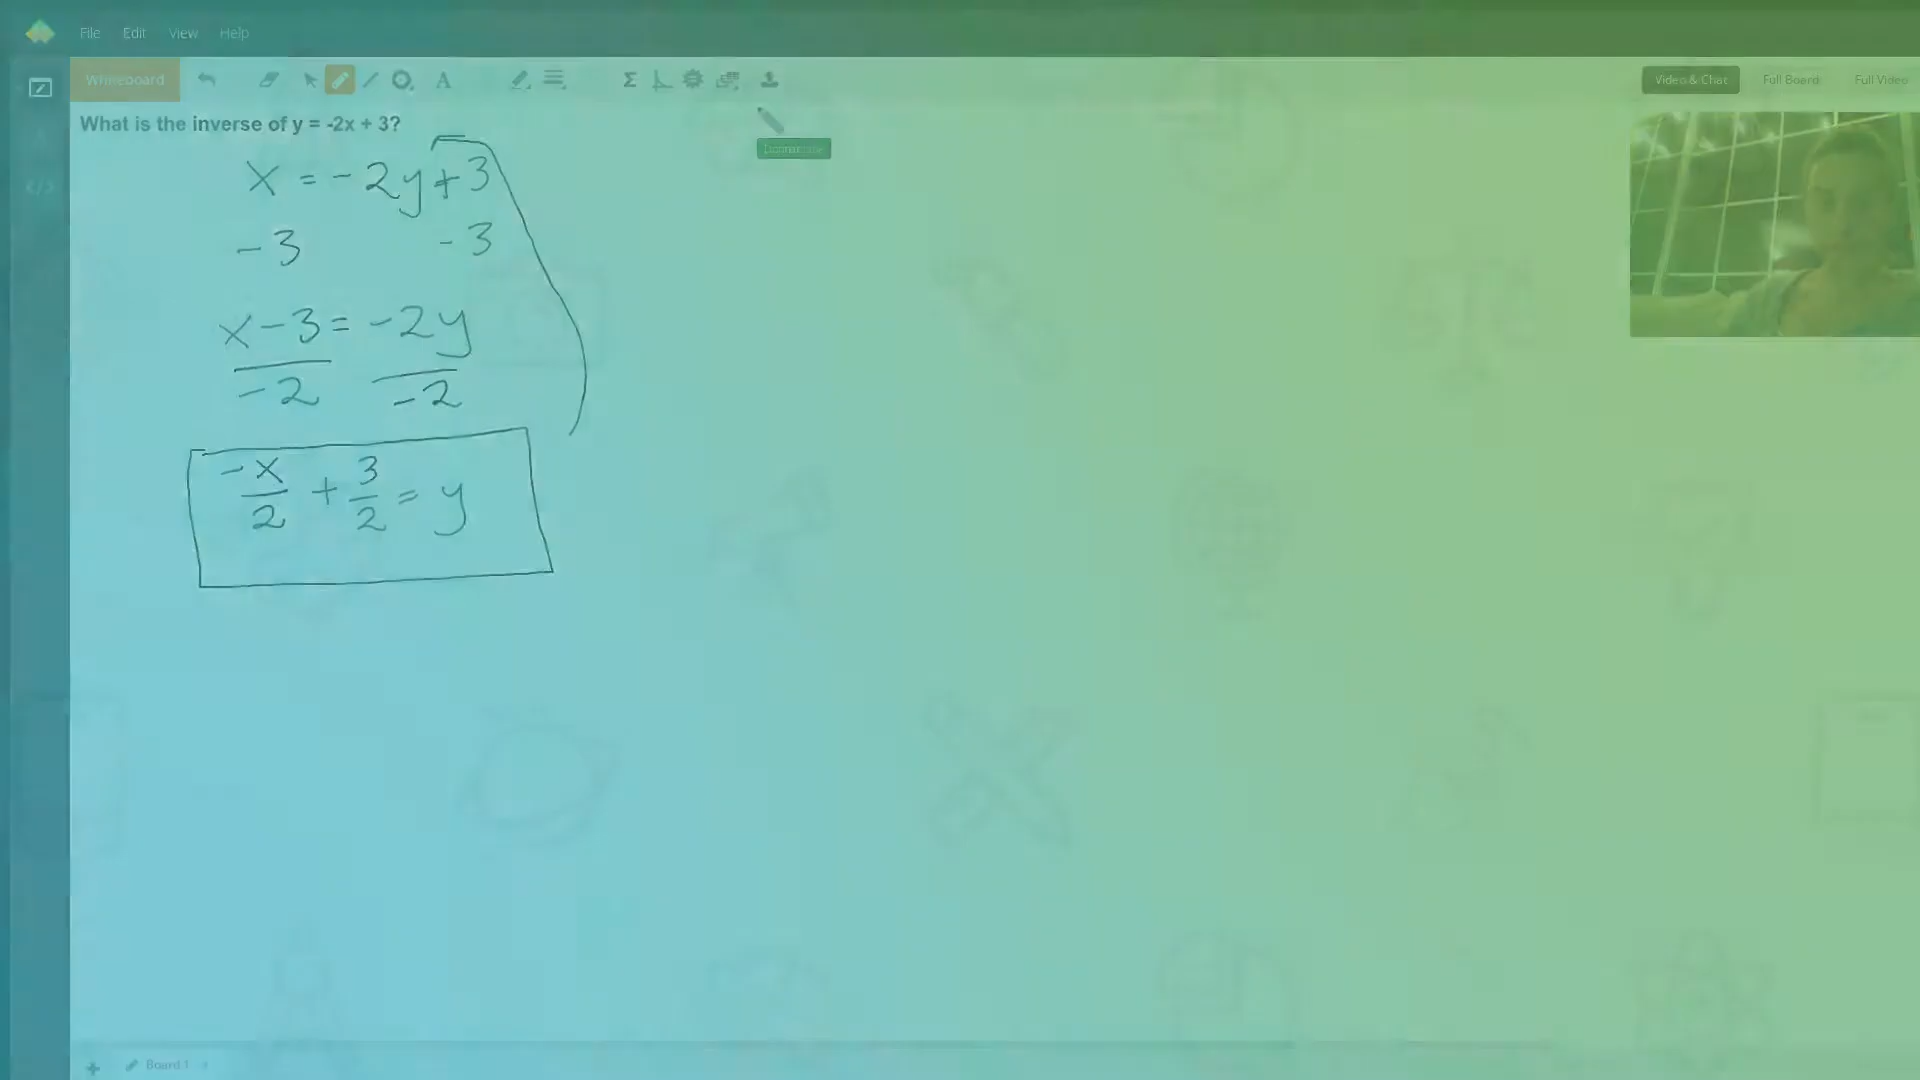 File Edit View Help
Whiteboard A Σ Video & Chat Full Board Full Video
What is the inverse of y = -2x + 3?
x = -2y+3
-3 -3
x-3 = -2y
-2 -2
-x/2 + 3/2 = y
Board 1